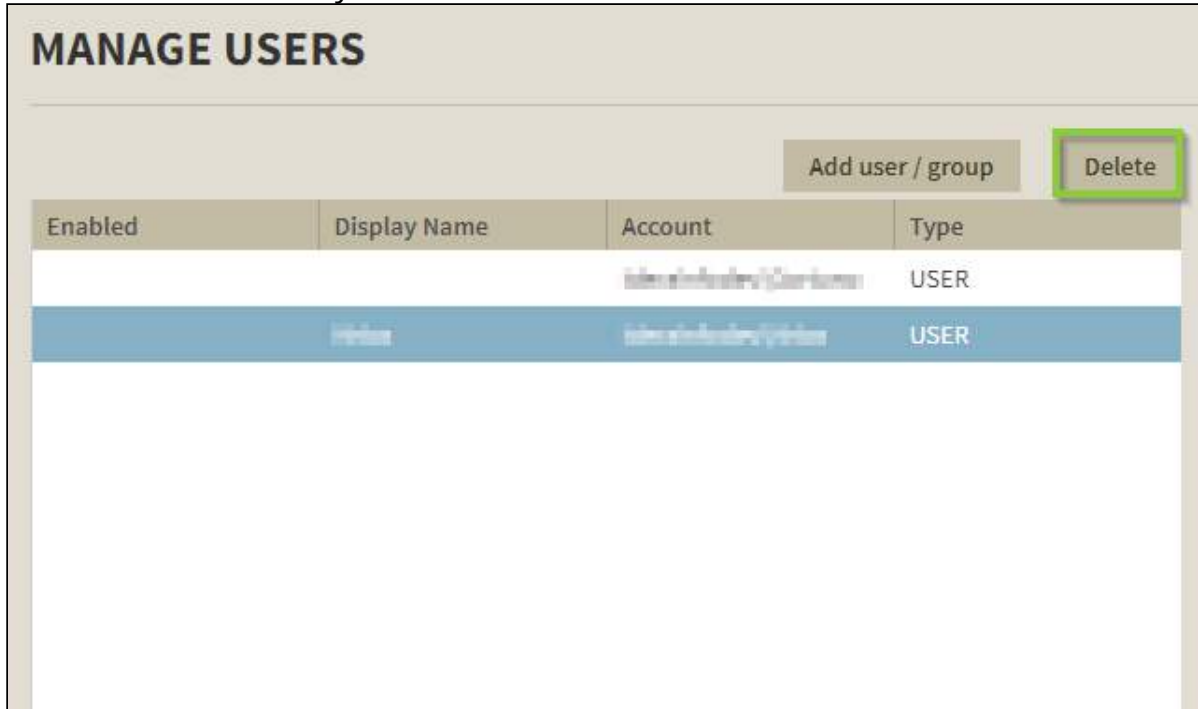 MANAGE USERS
Add user / group Delete
Enabled Display Name Account Type
USER
USER